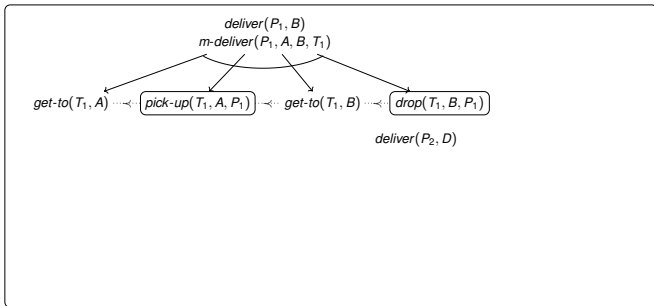 deliver(P₁, B)
m-deliver(P₁, A, B, T₁)
get-to(T₁, A) ≺ pick-up(T₁, A, P₁) ≺ get-to(T₁, B) ≺ drop(T₁, B, P₁)
deliver(P₂, D)